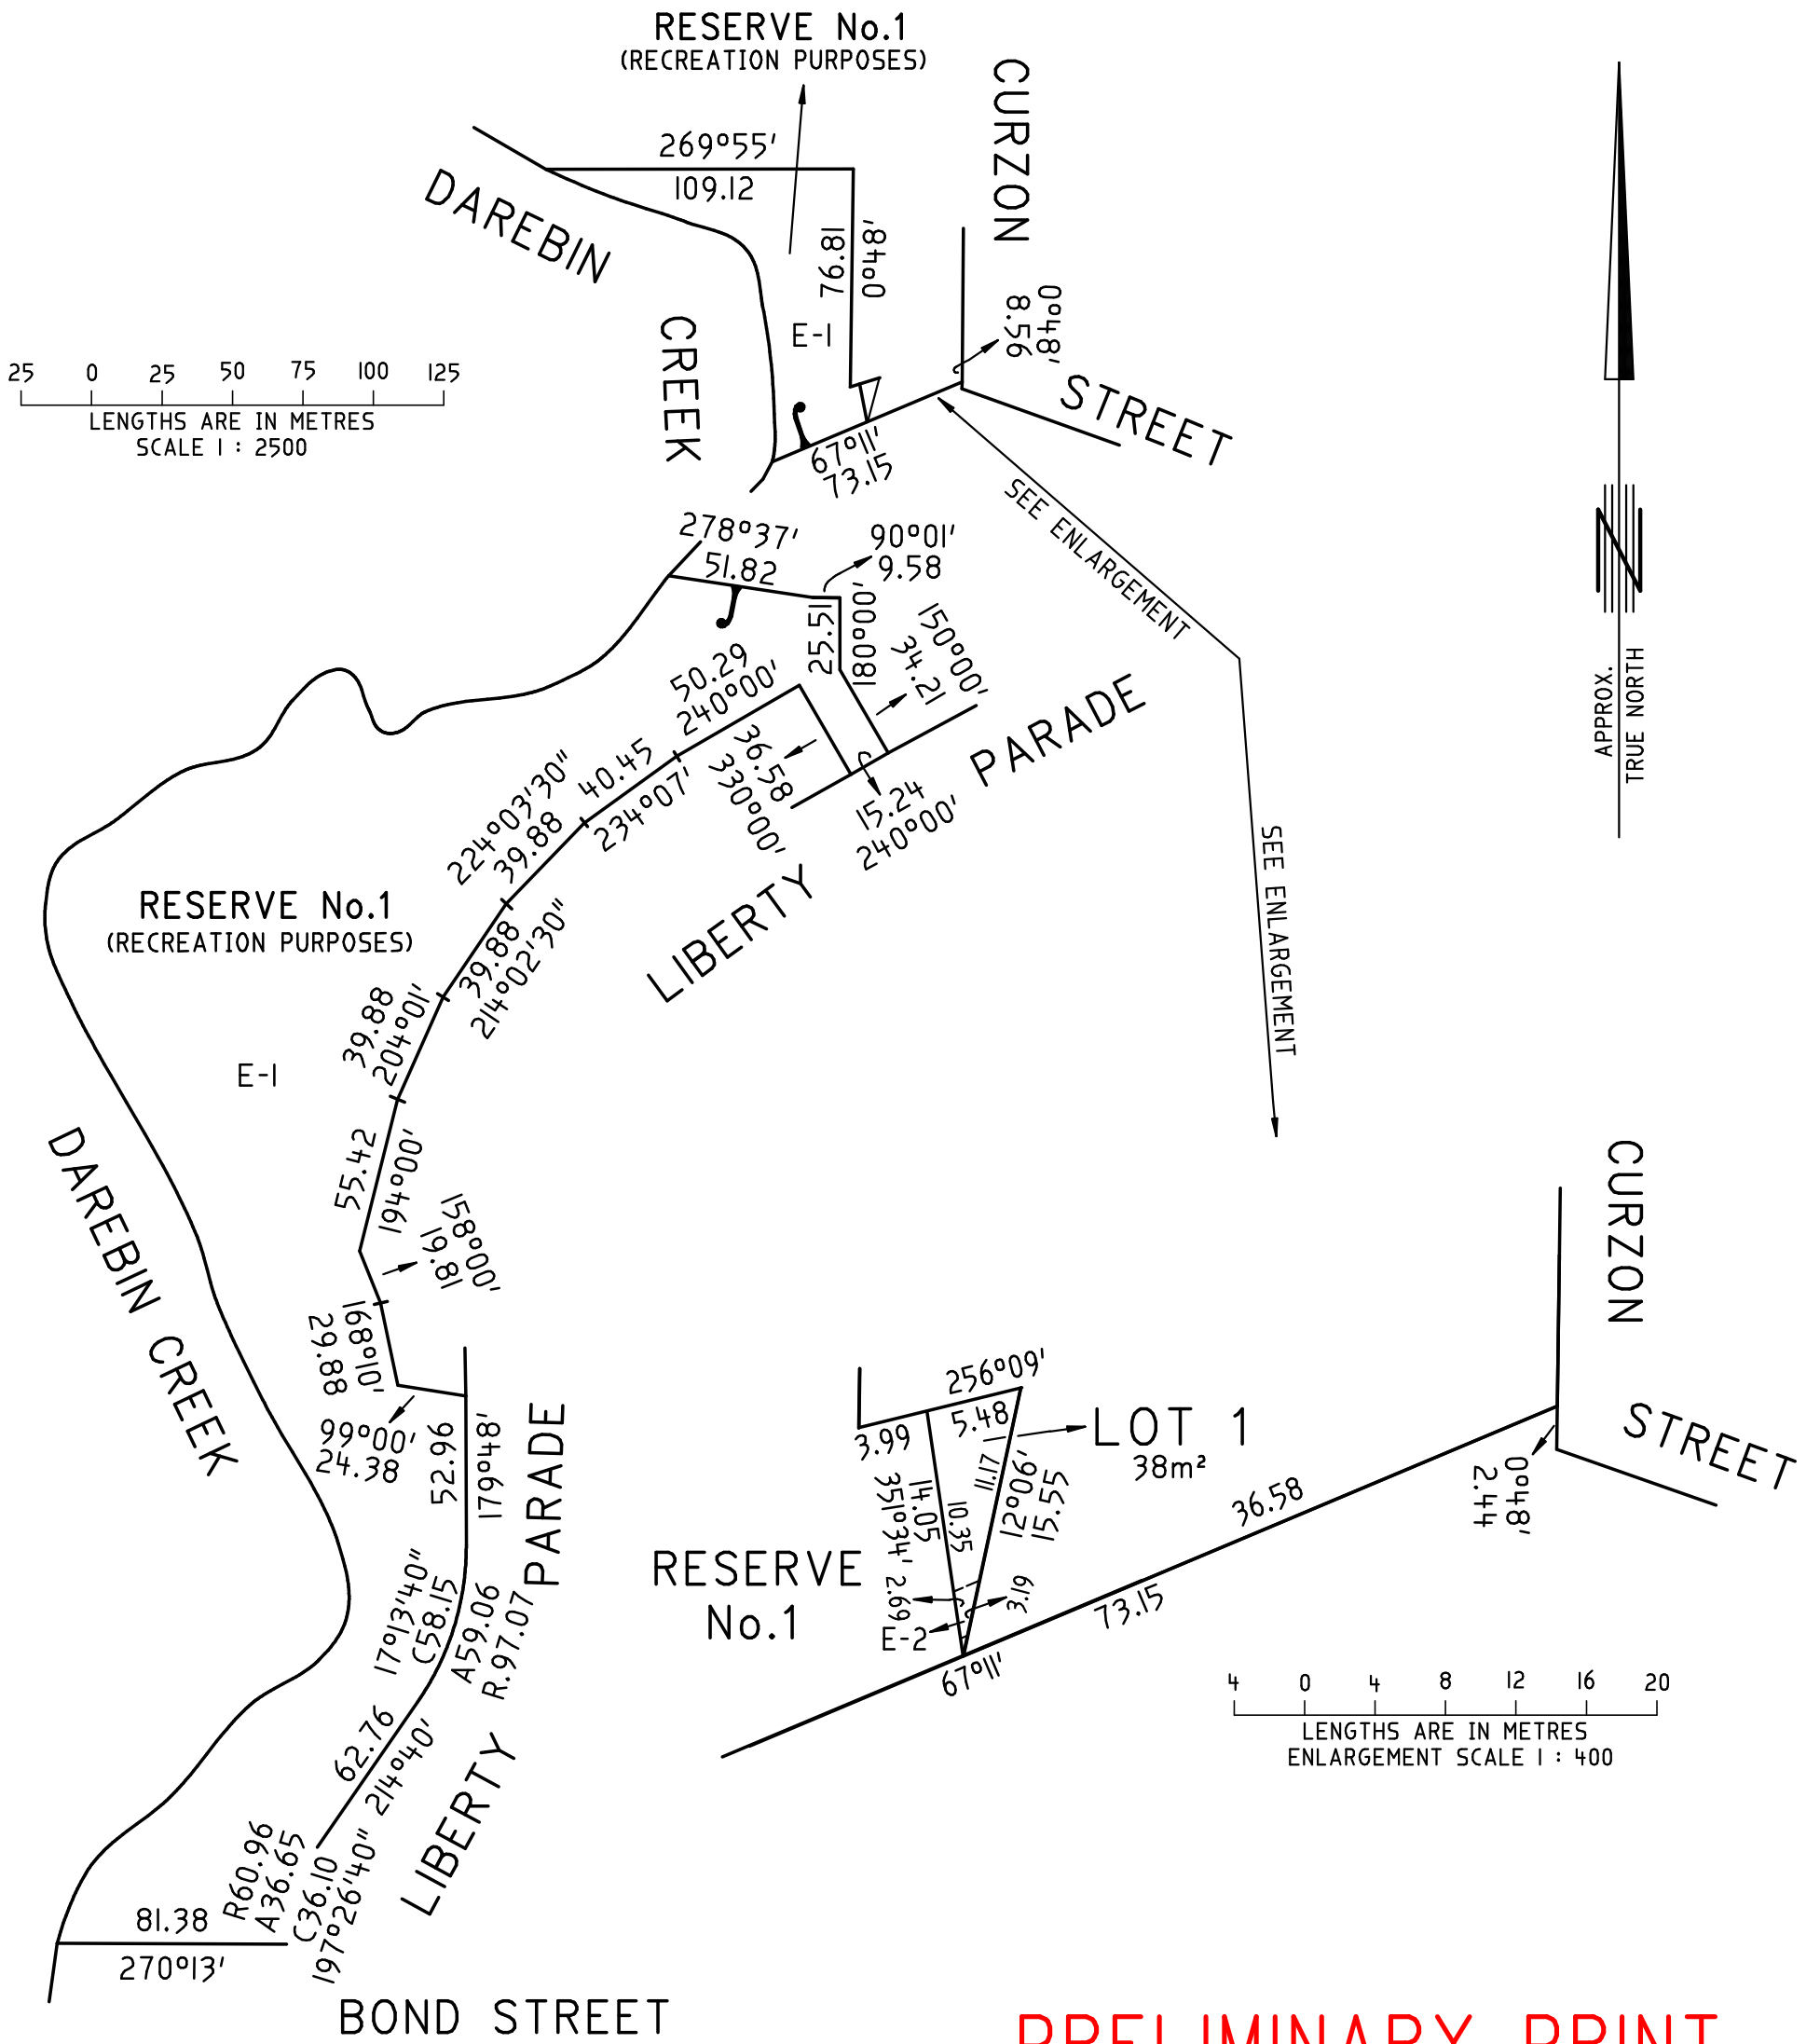 RESERVE No.1
(RECREATION PURPOSES)
CURZON
STREET
269°55'
109.12
DAREBIN
CREEK
76.81
0°48'
E-1
0°48'
8.56
67°11'
73.15
25 0 25 50 75 100 125
LENGTHS ARE IN METRES
SCALE 1 : 2500
SEE ENLARGEMENT
SEE ENLARGEMENT
APPROX.
TRUE NORTH
N
278°37'
51.82
90°01'
9.58
25.51
180°00'
150°00'
34.21
50.29
240°00'
36.58
330°00'
15.24
240°00'
LIBERTY
PARADE
40.45
234°07'
224°03'30"
39.88
39.88
214°02'30"
39.88
204°01'
RESERVE No.1
(RECREATION PURPOSES)
E-1
55.42
194°00'
158°00'
19.81
168°10'
29.88
99°00'
24.38
DAREBIN CREEK
52.96
179°48'
17°13'40"
C58.15
A59.06
R.97.07
62.76
214°40'
LIBERTY
PARADE
R60.96
A36.65
C36.10
197°26'40"
81.38
270°13'
BOND STREET
CURZON
STREET
256°09'
3.99
5.48
LOT 1
38m²
11.17
12°06'
15.55
10.35
14.05
351°34'
2.69
3.19
E-2
RESERVE
No.1
36.58
73.15
67°11'
0°48'
2.44
4 0 4 8 12 16 20
LENGTHS ARE IN METRES
ENLARGEMENT SCALE 1 : 400
PRELIMINARY PRINT